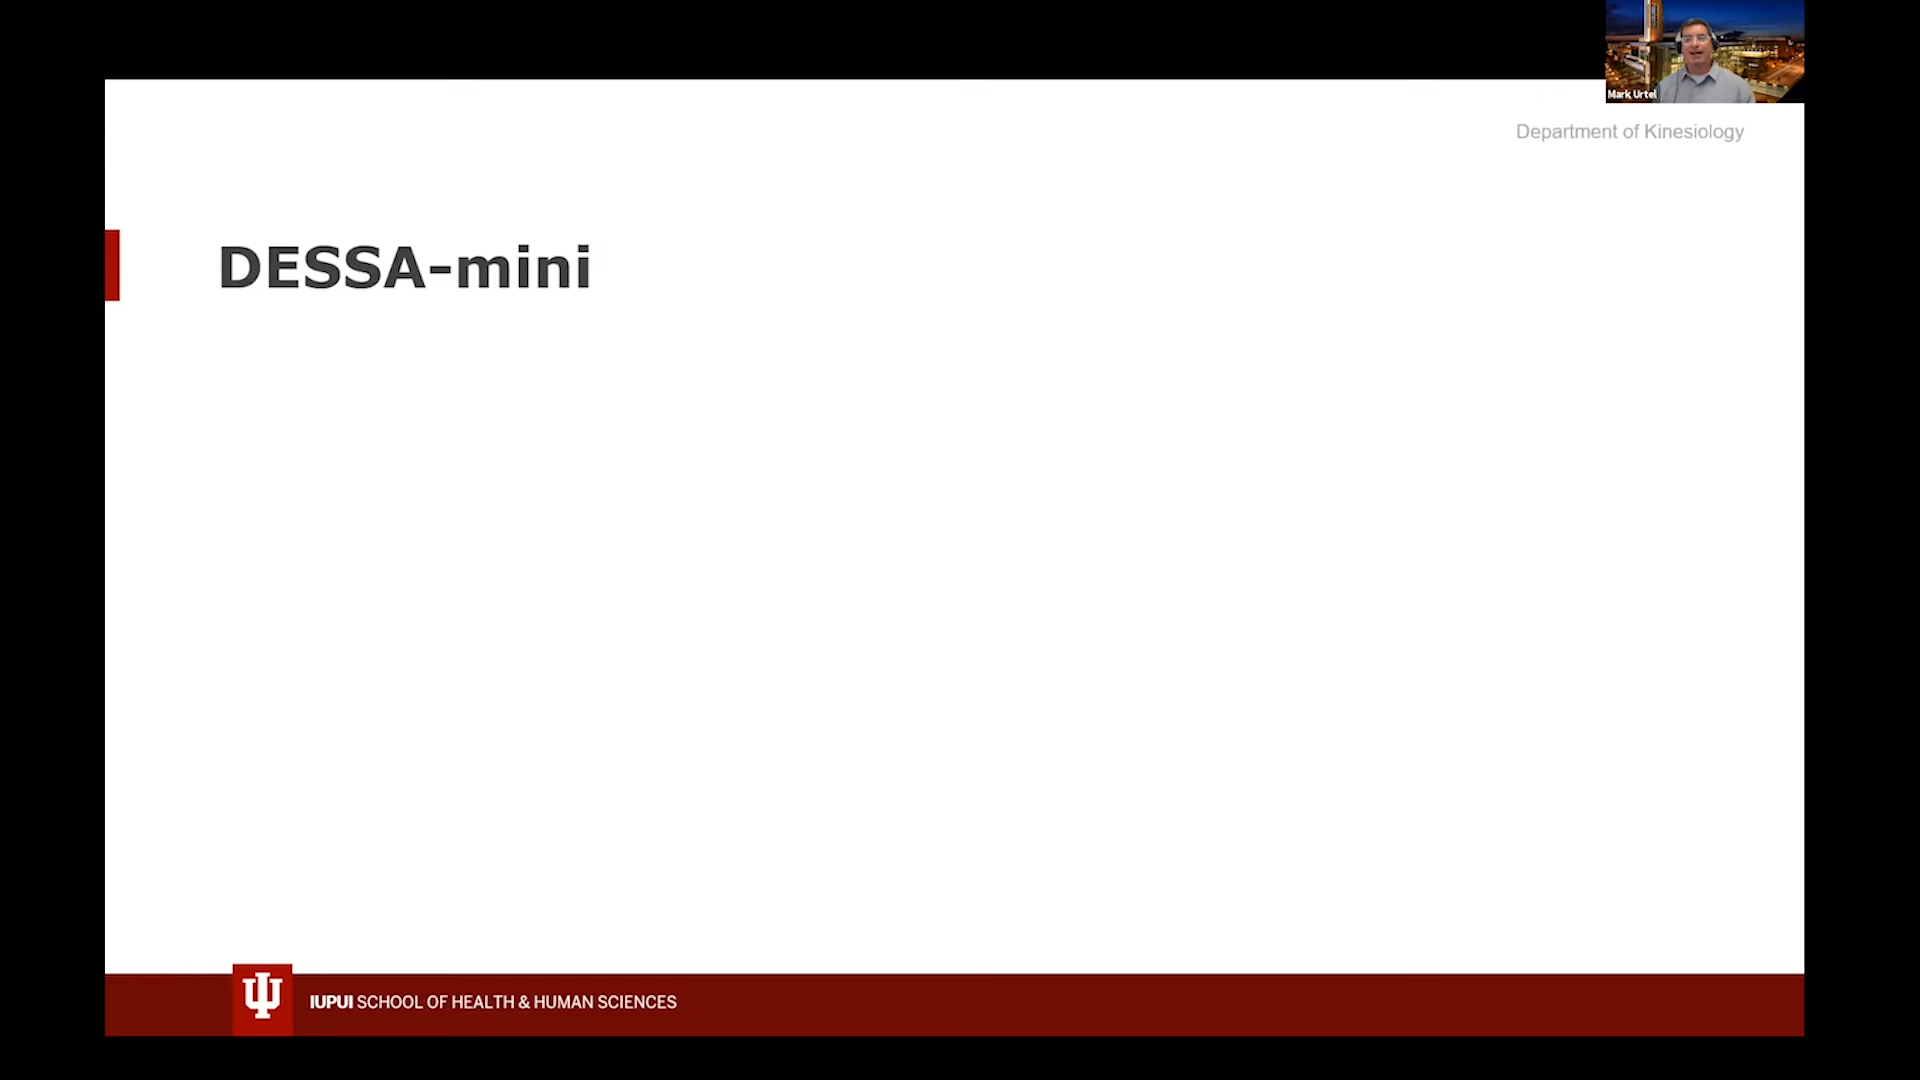 Mark Urtel
Department of Kinesiology
DESSA-mini
IUPUI SCHOOL OF HEALTH & HUMAN SCIENCES